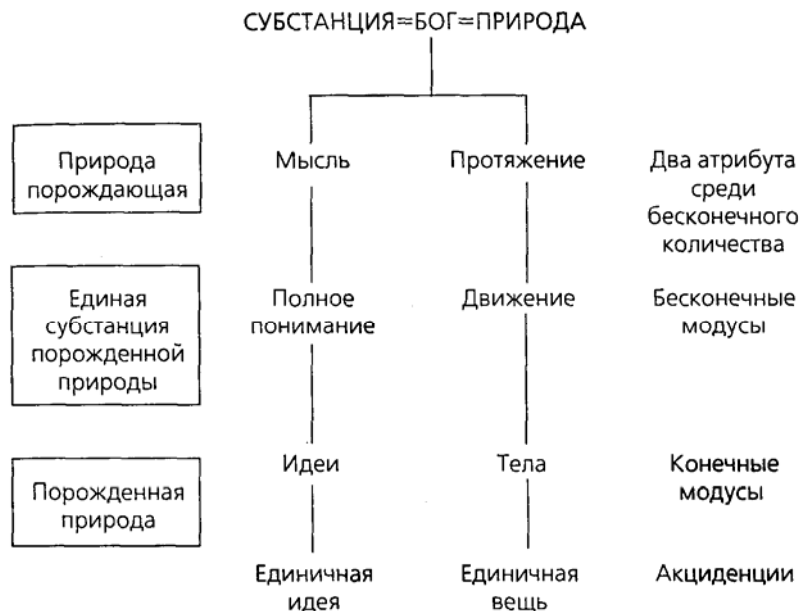 СУБСТАНЦИЯ=БОГ=ПРИРОДА
Природа
порождающая
Мысль
Протяжение
Два атрибута
среди
бесконечного
количества
Единая
субстанция
порожденной
природы
Полное
понимание
Движение
Бесконечные
модусы
Порожденная
природа
Идеи
Тела
Конечные
модусы
Единичная
идея
Единичная
вещь
Акциденции